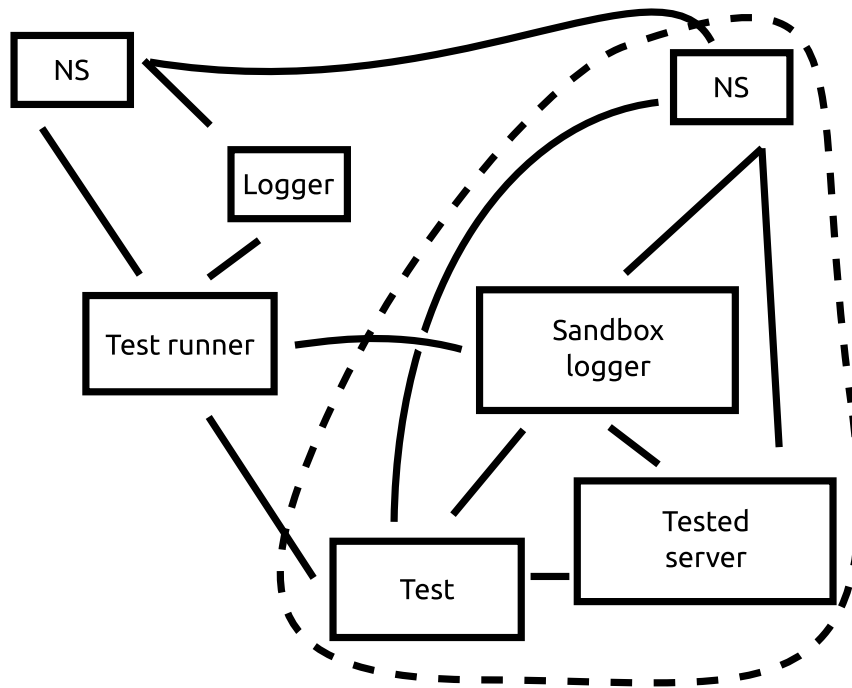 NS
NS
Logger
Test runner
Sandbox
logger
Tested
server
Test